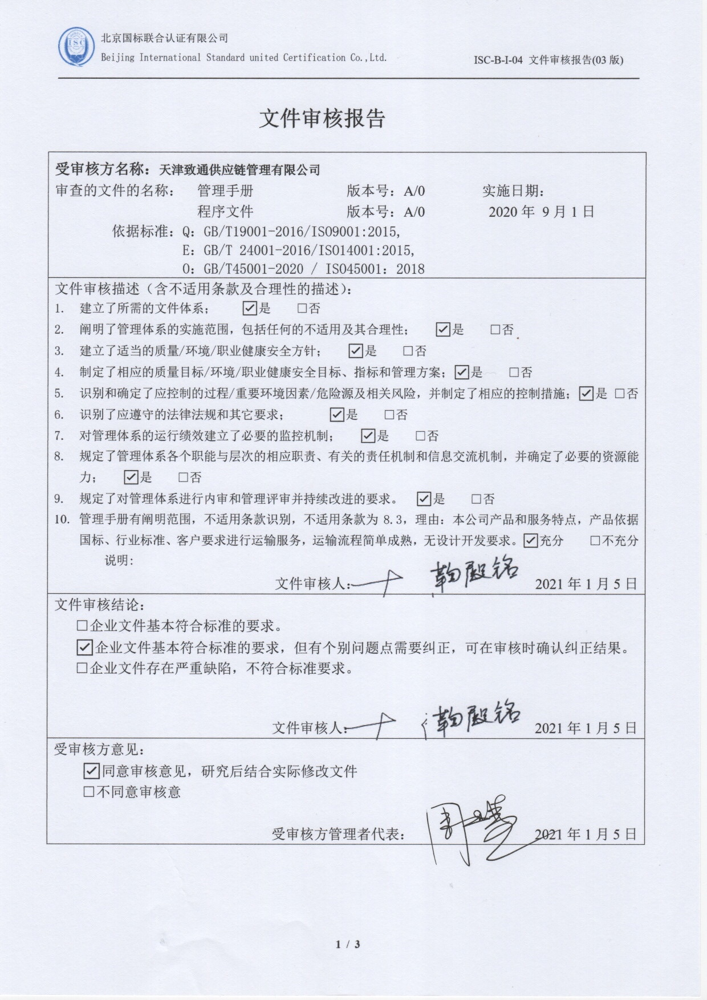 ISC
北京国标联合认证有限公司
Beijing International Standard united Certification Co.,Ltd.
ISC-B-I-04 文件审核报告(03 版)
文件审核报告
受审核方名称：天津致通供应链管理有限公司
审查的文件的名称： 管理手册 版本号：A/0 实施日期：
程序文件 版本号：A/0 2020 年 9 月 1 日
依据标准：Q：GB/T19001-2016/ISO9001:2015,
E：GB/T 24001-2016/ISO14001:2015,
O：GB/T45001-2020 / ISO45001：2018
文件审核描述（含不适用条款及合理性的描述）：
1. 建立了所需的文件体系； ☑是 □否
2. 阐明了管理体系的实施范围，包括任何的不适用及其合理性； ☑是 □否
3. 建立了适当的质量/环境/职业健康安全方针； ☑是 □否
4. 制定了相应的质量目标/环境/职业健康安全目标、指标和管理方案；☑是 □否
5. 识别和确定了应控制的过程/重要环境因素/危险源及相关风险，并制定了相应的控制措施；☑是 □否
6. 识别了应遵守的法律法规和其它要求； ☑是 □否
7. 对管理体系的运行绩效建立了必要的监控机制； ☑是 □否
8. 规定了管理体系各个职能与层次的相应职责、有关的责任机制和信息交流机制，并确定了必要的资源能
力； ☑是 □否
9. 规定了对管理体系进行内审和管理评审并持续改进的要求。 ☑是 □否
10. 管理手册有阐明范围，不适用条款识别，不适用条款为 8.3，理由：本公司产品和服务特点，产品依据
国标、行业标准、客户要求进行运输服务，运输流程简单成熟，无设计开发要求。☑充分 □不充分
说明:
文件审核人： 鞠殿铭 2021 年 1 月 5 日
文件审核结论：
□企业文件基本符合标准的要求。
☑企业文件基本符合标准的要求，但有个别问题点需要纠正，可在审核时确认纠正结果。
□企业文件存在严重缺陷，不符合标准要求。
文件审核人： 鞠殿铭 2021 年 1 月 5 日
受审核方意见：
☑同意审核意见，研究后结合实际修改文件
□不同意审核意
受审核方管理者代表： 2021 年 1 月 5 日
1 / 3